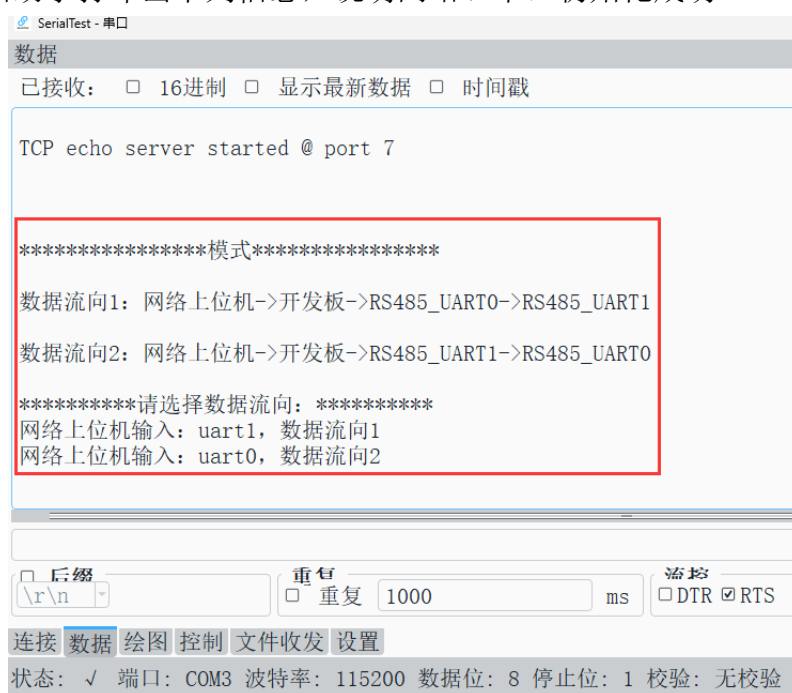 SerialTest - 串口
数据
已接收: 16进制 显示最新数据 时间戳
TCP echo server started @ port 7
****************模式****************
数据流向1: 网络上位机->开发板->RS485_UART0->RS485_UART1
数据流向2: 网络上位机->开发板->RS485_UART1->RS485_UART0
**********请选择数据流向: **********
网络上位机输入: uart1, 数据流向1
网络上位机输入: uart0, 数据流向2
后缀 重复 流控
\r\n 重复 1000 ms DTR RTS
连接 数据 绘图 控制 文件收发 设置
状态: √ 端口: COM3 波特率: 115200 数据位: 8 停止位: 1 校验: 无校验